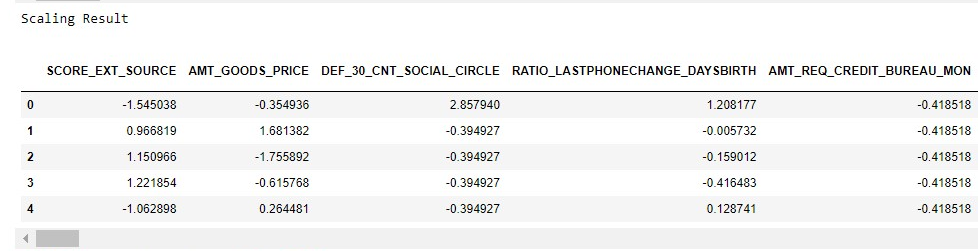 Scaling Result
SCORE_EXT_SOURCE AMT_GOODS_PRICE DEF_30_CNT_SOCIAL_CIRCLE RATIO_LASTPHONECHANGE_DAYSBIRTH AMT_REQ_CREDIT_BUREAU_MON
0 -1.545038 -0.354936 2.857940 1.208177 -0.418518
1 0.966819 1.681382 -0.394927 -0.005732 -0.418518
2 1.150966 -1.755892 -0.394927 -0.159012 -0.418518
3 1.221854 -0.615768 -0.394927 -0.416483 -0.418518
4 -1.062898 0.264481 -0.394927 0.128741 -0.418518